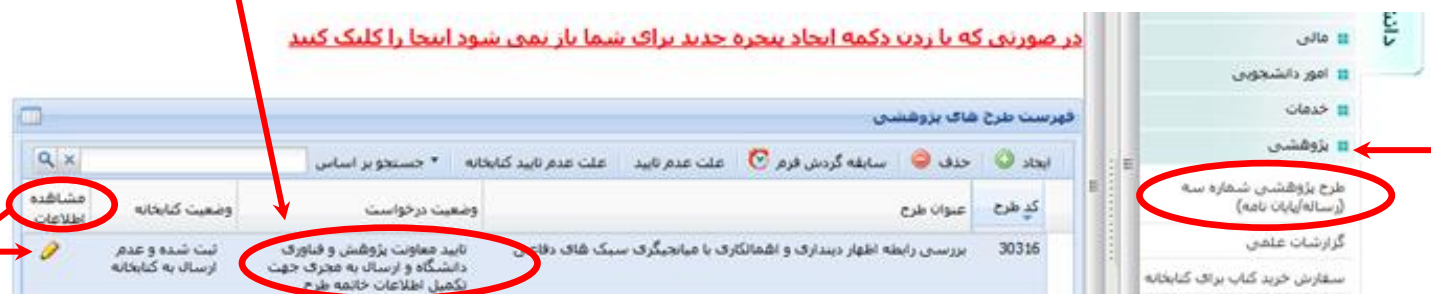 در صورتی که با زدن دکمه ایجاد پنجره جدید برای شما باز نمی شود اینجا را کلیک کنید
مالی
امور دانشجویی
خدمات
پژوهشی
طرح پژوهشی شماره سه
(رساله/پایان نامه)
گزارشات علمی
سفارش خرید کتاب برای کتابخانه
فهرست طرح های پژوهشی
ایجاد حذف سابقه گردش فرم علت عدم تایید علت عدم تایید کتابخانه جستجو بر اساس
کد طرح عنوان طرح وضعیت درخواست وضعیت کتابخانه مشاهده
اطلاعات
30316 بررسی رابطه اظهار دینداری و اهمالکاری با میانجیگری سبک های تایید معاونت پژوهش و فناوری ثبت شده و عدم
دانشگاه و ارسال به مجری جهت ارسال به کتابخانه
تکمیل اطلاعات خاتمه طرح